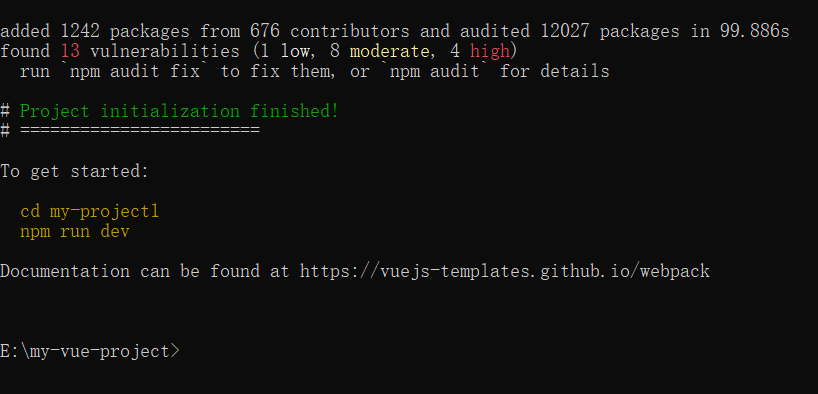 added 1242 packages from 676 contributors and audited 12027 packages in 99.886s
found 13 vulnerabilities (1 low, 8 moderate, 4 high)
run `npm audit fix` to fix them, or `npm audit` for details
# Project initialization finished!
# ========================
To get started:
cd my-project1
npm run dev
Documentation can be found at https://vuejs-templates.github.io/webpack
E:\my-vue-project>